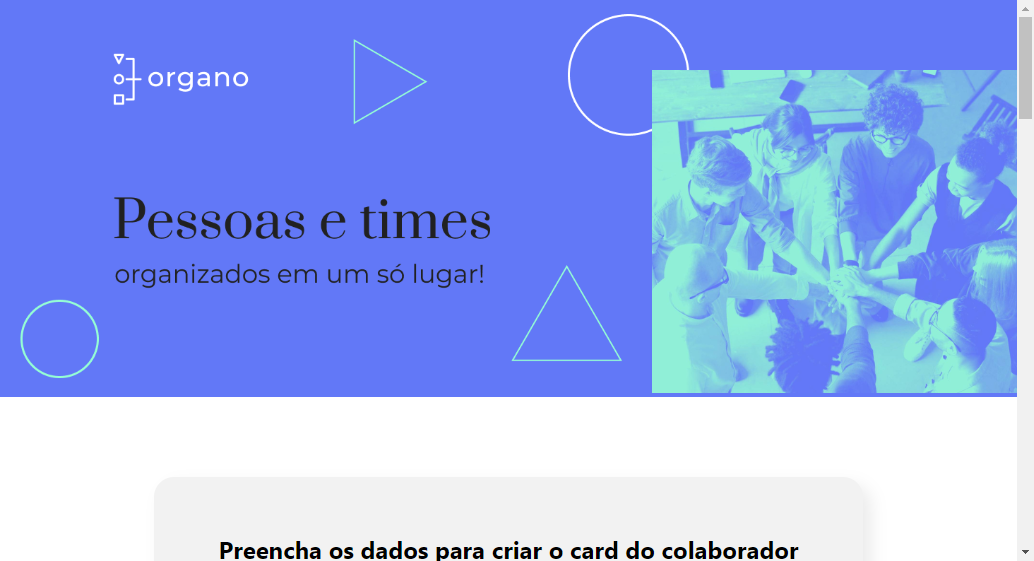 organo
Pessoas e times
organizados em um só lugar!
Preencha os dados para criar o card do colaborador